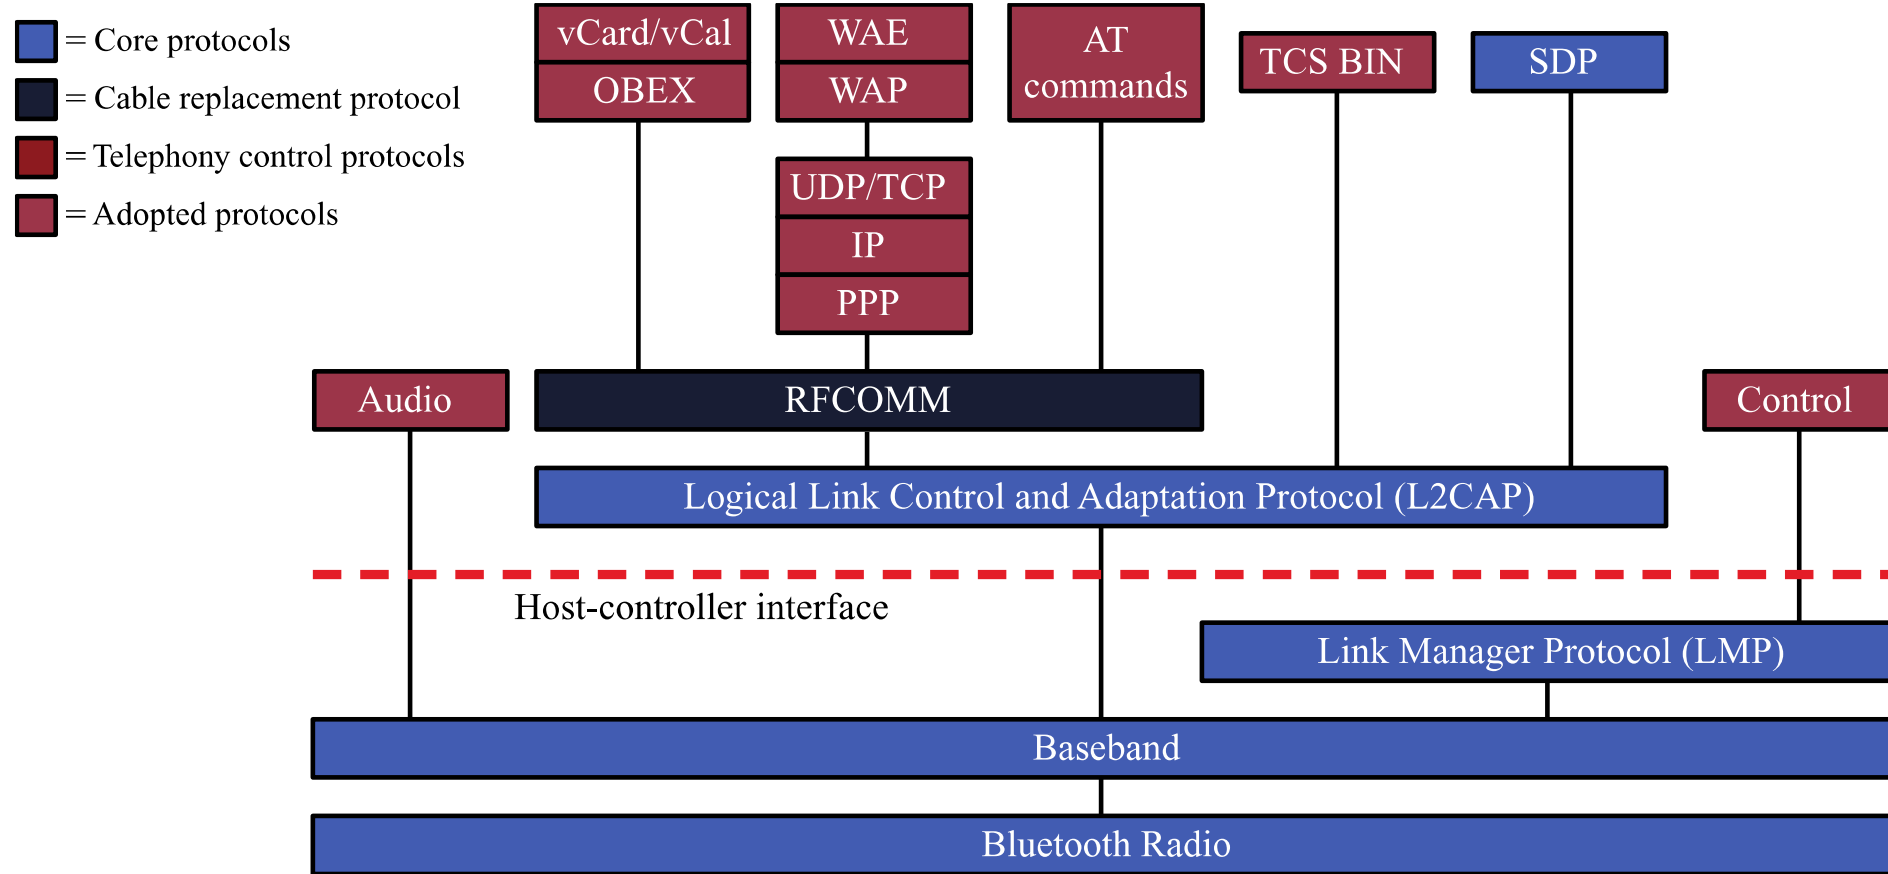 = Core protocols
= Cable replacement protocol
= Telephony control protocols
= Adopted protocols
vCard/vCal
OBEX
WAE
WAP
UDP/TCP
IP
PPP
AT
commands
TCS BIN
SDP
Audio
RFCOMM
Control
Logical Link Control and Adaptation Protocol (L2CAP)
Host-controller interface
Link Manager Protocol (LMP)
Baseband
Bluetooth Radio